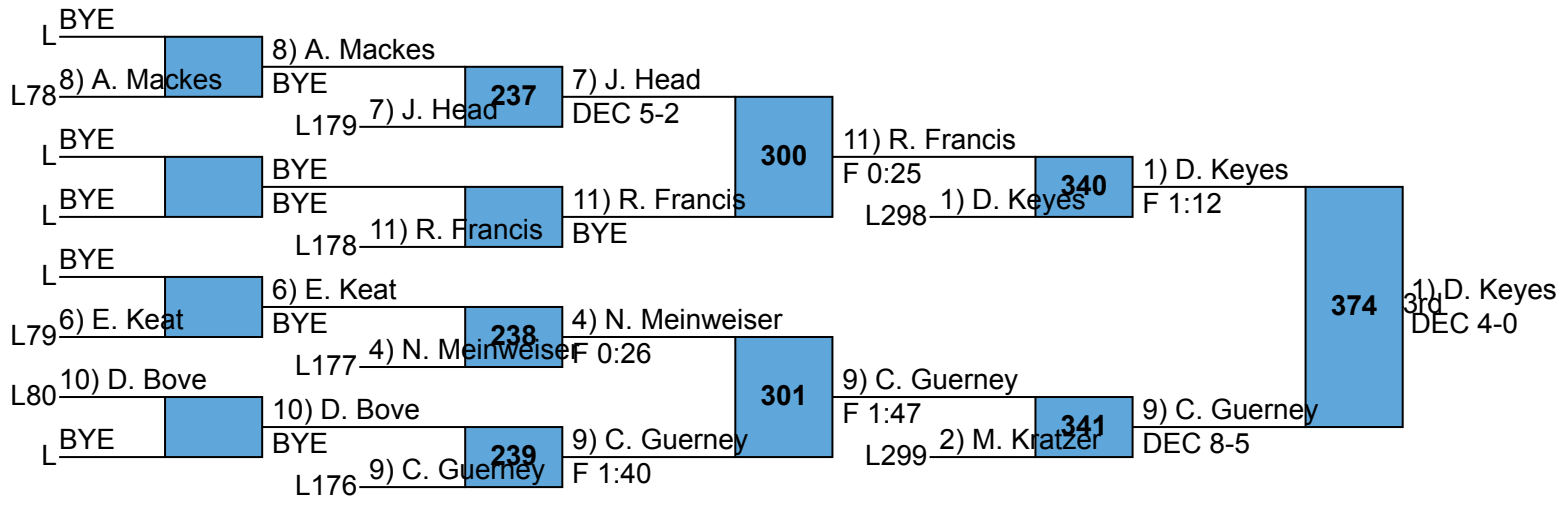 BYE
L
8) A. Mackes
L78
8) A. Mackes
BYE
7) J. Head
L179
237
7) J. Head
DEC 5-2
BYE
L
BYE
L
BYE
BYE
11) R. Francis
L178
11) R. Francis
BYE
300
11) R. Francis
F 0:25
1) D. Keyes
L298
340
1) D. Keyes
F 1:12
BYE
L
6) E. Keat
L79
6) E. Keat
BYE
4) N. Meinweiser
L177
238
4) N. Meinweiser
F 0:26
10) D. Bove
L80
BYE
L
10) D. Bove
BYE
9) C. Guerney
L176
239
9) C. Guerney
F 1:40
301
9) C. Guerney
F 1:47
2) M. Kratzer
L299
341
9) C. Guerney
DEC 8-5
374
3rd
1) D. Keyes
DEC 4-0